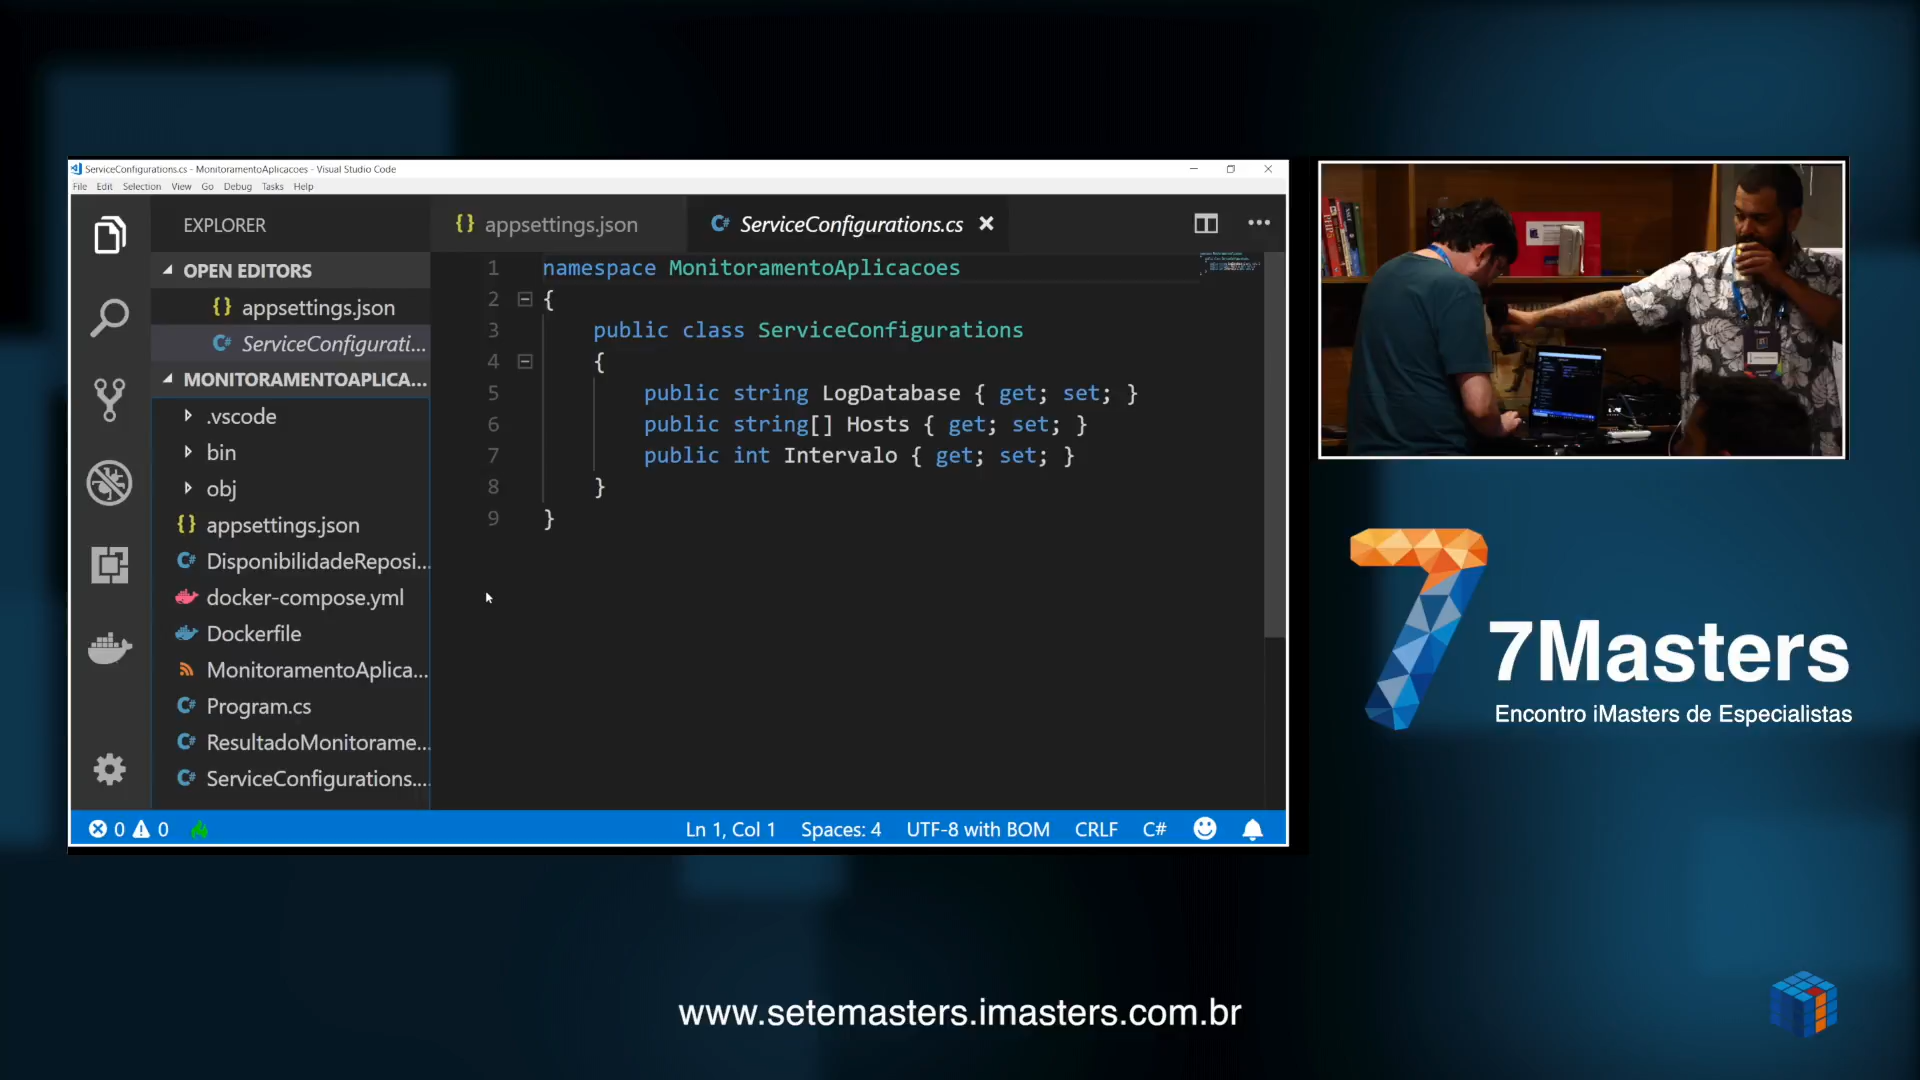 ServiceConfigurations.cs - MonitoramentoAplicacoes - Visual Studio Code
File Edit Selection View Go Debug Tasks Help
EXPLORER
OPEN EDITORS
appsettings.json
ServiceConfigurati...
MONITORAMENTOAPLICA...
.vscode
bin
obj
appsettings.json
DisponibilidadeReposi...
docker-compose.yml
Dockerfile
MonitoramentoAplica...
Program.cs
ResultadoMonitorame...
ServiceConfigurations....
appsettings.json
ServiceConfigurations.cs
1 namespace MonitoramentoAplicacoes
2 {
3 public class ServiceConfigurations
4 {
5 public string LogDatabase { get; set; }
6 public string[] Hosts { get; set; }
7 public int Intervalo { get; set; }
8 }
9 }
0 0 Ln 1, Col 1 Spaces: 4 UTF-8 with BOM CRLF C#
7Masters
Encontro iMasters de Especialistas
www.setemasters.imasters.com.br